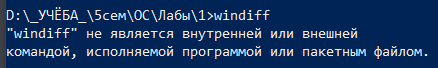 D:\_УЧЁБА_\5сем\ОС\Лабы\1>windiff
"windiff" не является внутренней или внешней
командой, исполняемой программой или пакетным файлом.